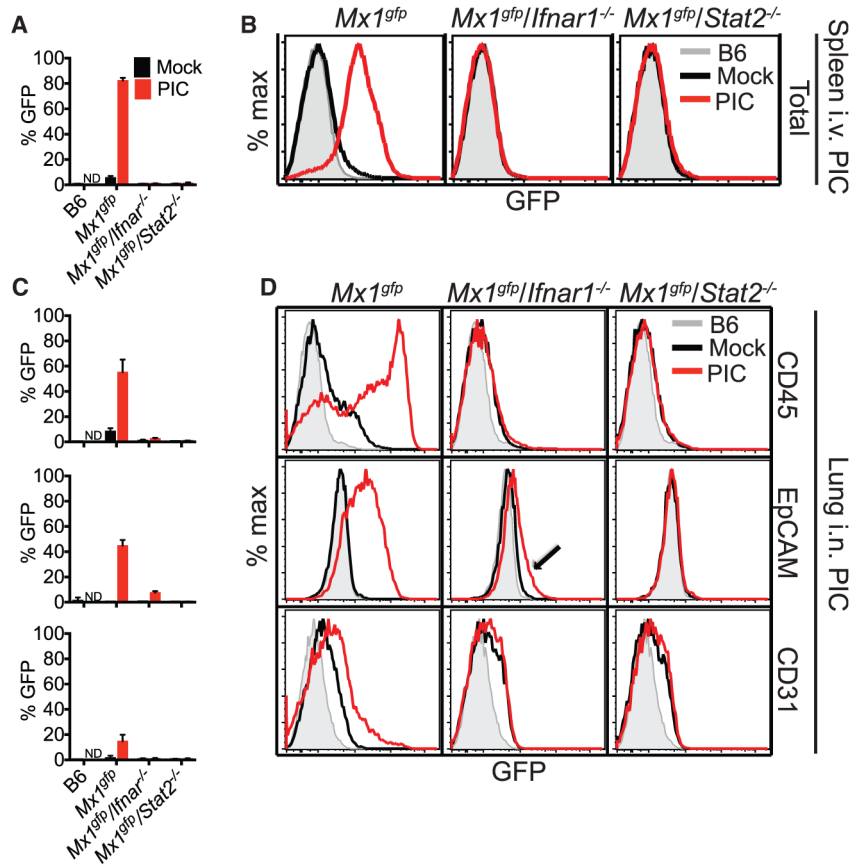 A
% GFP
100
80
60
40
20
0
Mock
PIC
ND
B6
Mx1gfp
Mx1gfp/Ifnar1-/-
Mx1gfp/Stat2-/-
B
Mx1gfp Mx1gfp/Ifnar1-/- Mx1gfp/Stat2-/-
% max
B6
Mock
PIC
GFP
Total
Spleen i.v. PIC
C
% GFP
100
80
60
40
20
0
ND
% GFP
100
80
60
40
20
0
ND
% GFP
100
80
60
40
20
0
ND
B6
Mx1gfp
Mx1gfp/Ifnar1-/-
Mx1gfp/Stat2-/-
D
Mx1gfp Mx1gfp/Ifnar1-/- Mx1gfp/Stat2-/-
B6
Mock
PIC
CD45
% max
EpCAM
CD31
GFP
Lung i.n. PIC